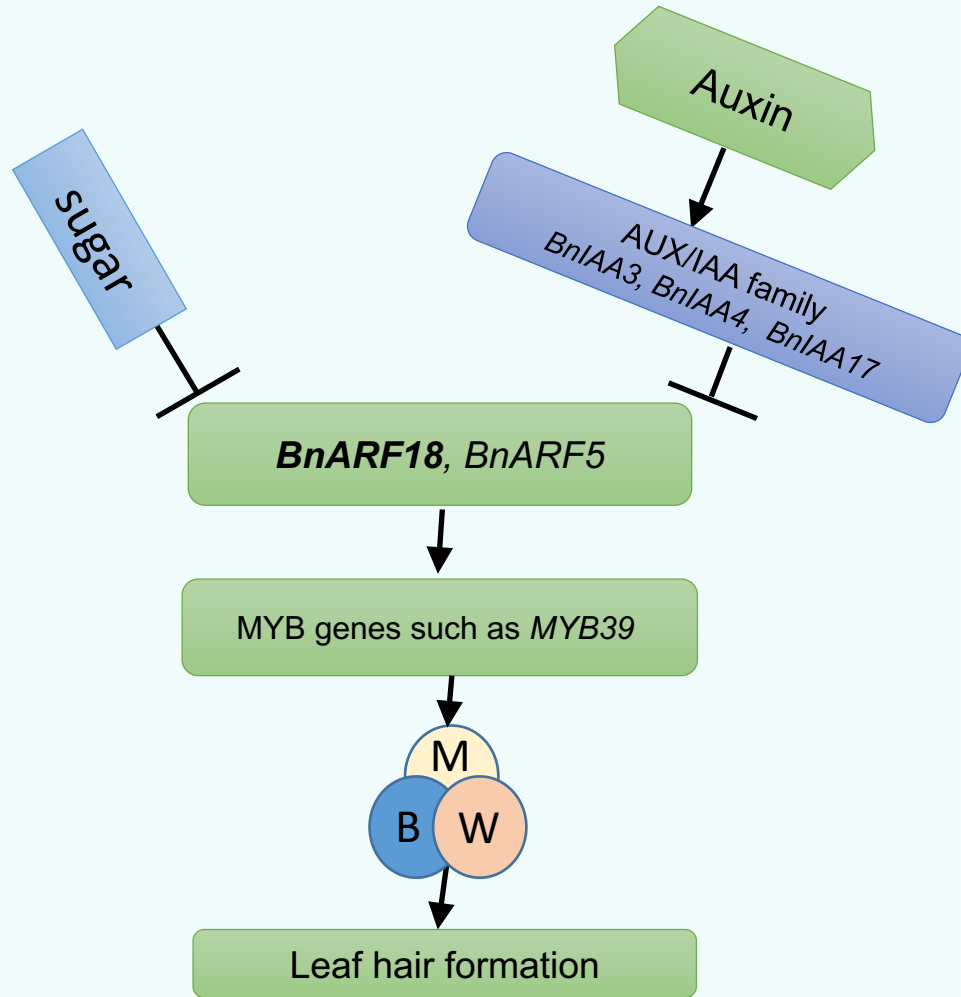 Auxin
sugar
AUX/IAA family
BnIAA3, BnIAA4, BnIAA17
BnARF18, BnARF5
MYB genes such as MYB39
M
B W
Leaf hair formation